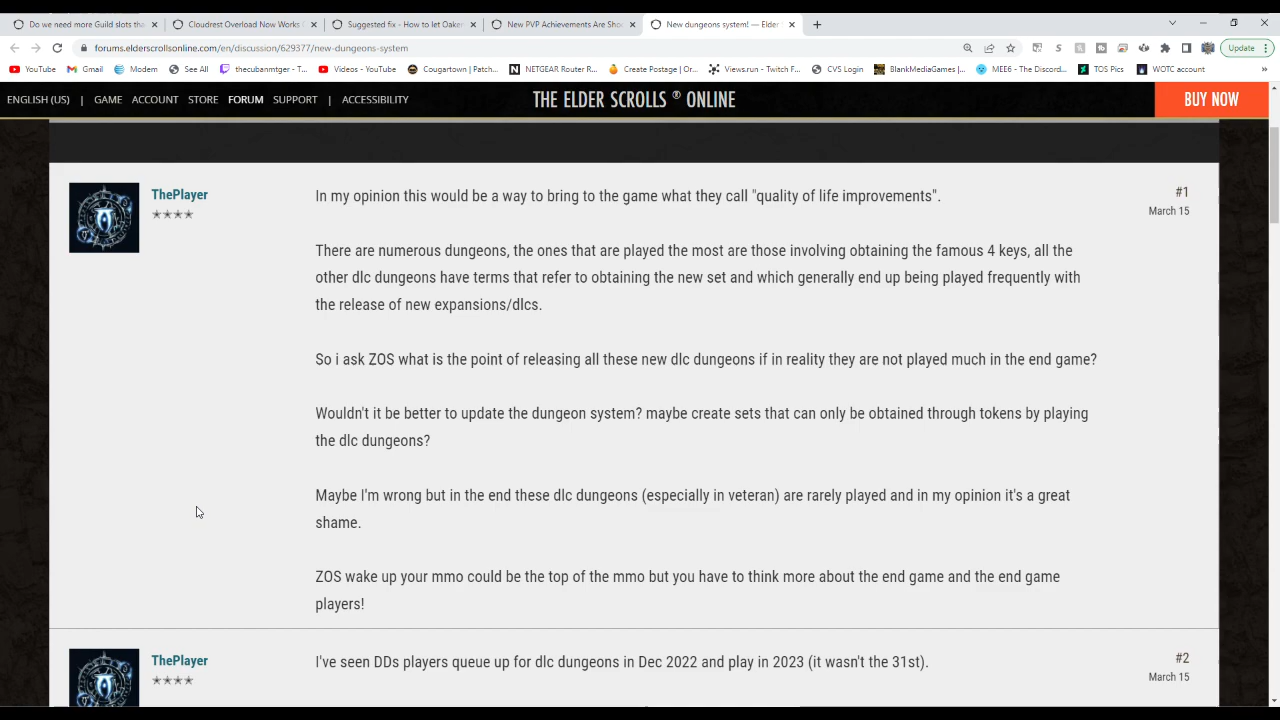 Do we need more Guild slots tha
Cloudrest Overload Now Works
Suggested fix - How to let Oaken
New PVP Achievements Are Sho
New dungeons system! — Elder
forums.elderscrollsonline.com/en/discussion/629377/new-dungeons-system
Update
YouTube
Gmail
Modem
See All
thecubanmtger - T...
Videos - YouTube
Cougartown | Patch...
NETGEAR Router R...
Create Postage | Or...
Views.run - Twitch F...
CVS Login
BlankMediaGames |...
MEE6 - The Discord...
TOS Pics
WOTC account
ENGLISH (US) | GAME ACCOUNT STORE FORUM SUPPORT | ACCESSIBILITY
THE ELDER SCROLLS ® ONLINE
BUY NOW
ThePlayer
#1
March 15
In my opinion this would be a way to bring to the game what they call "quality of life improvements".
There are numerous dungeons, the ones that are played the most are those involving obtaining the famous 4 keys, all the
other dlc dungeons have terms that refer to obtaining the new set and which generally end up being played frequently with
the release of new expansions/dlcs.
So i ask ZOS what is the point of releasing all these new dlc dungeons if in reality they are not played much in the end game?
Wouldn't it be better to update the dungeon system? maybe create sets that can only be obtained through tokens by playing
the dlc dungeons?
Maybe I'm wrong but in the end these dlc dungeons (especially in veteran) are rarely played and in my opinion it's a great
shame.
ZOS wake up your mmo could be the top of the mmo but you have to think more about the end game and the end game
players!
ThePlayer
#2
March 15
I've seen DDs players queue up for dlc dungeons in Dec 2022 and play in 2023 (it wasn't the 31st).